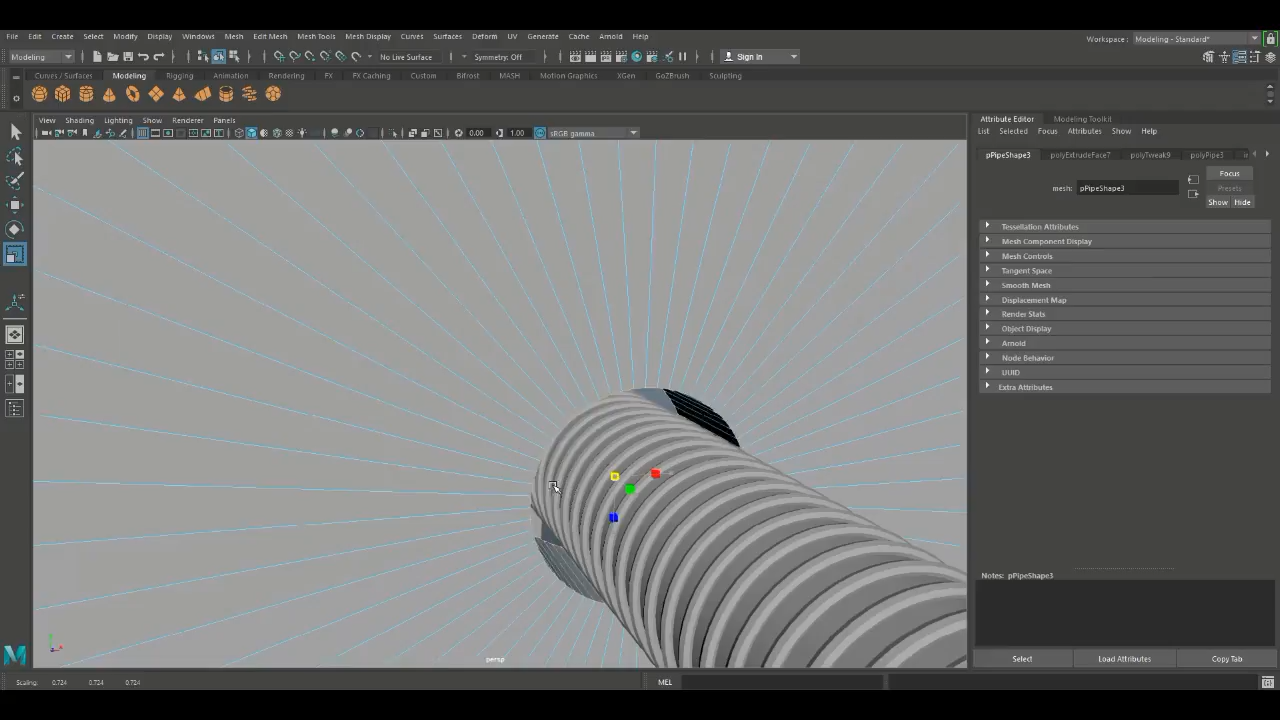 File Edit Create Select Modify Display Windows Mesh Edit Mesh Mesh Tools Mesh Display Curves Surfaces Deform UV Generate Cache Arnold Help
Workspace: Modeling - Standard*
Modeling No Live Surface Symmetry: Off Sign In
Curves / Surfaces Modeling Rigging Animation Rendering FX FX Caching Custom Bifrost MASH Motion Graphics XGen GoZBrush Sculpting
View Shading Lighting Show Renderer Panels
0.00 1.00 sRGB gamma
Attribute Editor Modeling Toolkit
List Selected Focus Attributes Show Help
pPipeShape3 polyExtrudeFace7 polyTweak9 polyPipe3
Focus
mesh: pPipeShape3
Presets
Show Hide
Tessellation Attributes
Mesh Component Display
Mesh Controls
Tangent Space
Smooth Mesh
Displacement Map
Render Stats
Object Display
Arnold
Node Behavior
UUID
Extra Attributes
Notes: pPipeShape3
persp
Select Load Attributes Copy Tab
Scaling: 0.724 0.724 0.724
MEL